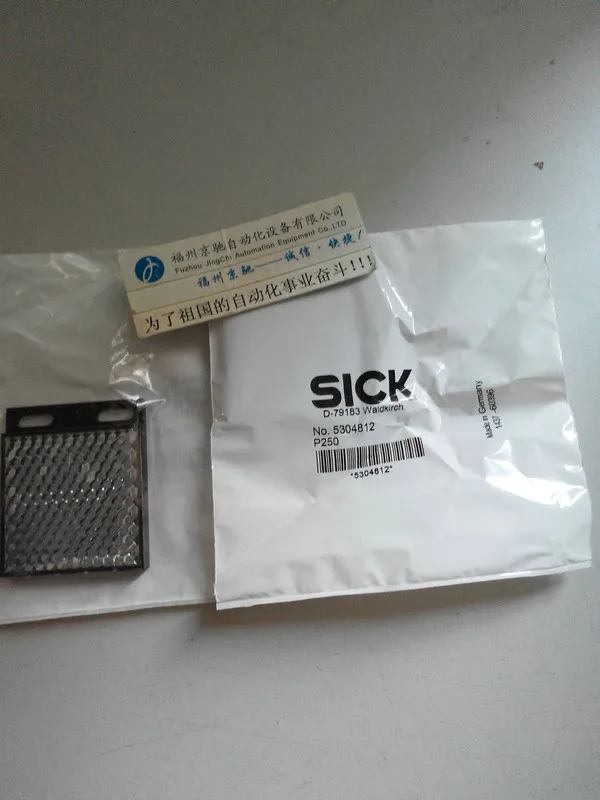 福州京驰自动化设备有限公司
Fuzhou JingChi Automation Equipment Co.,LTD
福州京驰——诚信·快捷!
为了祖国的自动化事业奋斗!!!
SICK
D-79183 Waldkirch
No. 5304812
P250
*5304812*
Made in Germany